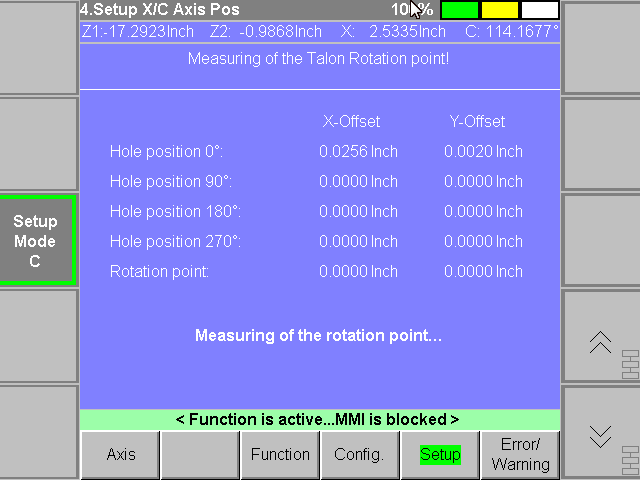 4.Setup X/C Axis Pos 100%
Z1:-17.2923Inch Z2: -0.9868Inch X: 2.5335Inch C: 114.1677°
Measuring of the Talon Rotation point!
X-Offset Y-Offset
Hole position 0°: 0.0256 Inch 0.0020 Inch
Hole position 90°: 0.0000 Inch 0.0000 Inch
Hole position 180°: 0.0000 Inch 0.0000 Inch
Hole position 270°: 0.0000 Inch 0.0000 Inch
Rotation point: 0.0000 Inch 0.0000 Inch
Setup
Mode
C
Measuring of the rotation point...
< Function is active...MMI is blocked >
Axis Function Config. Setup Error/
Warning